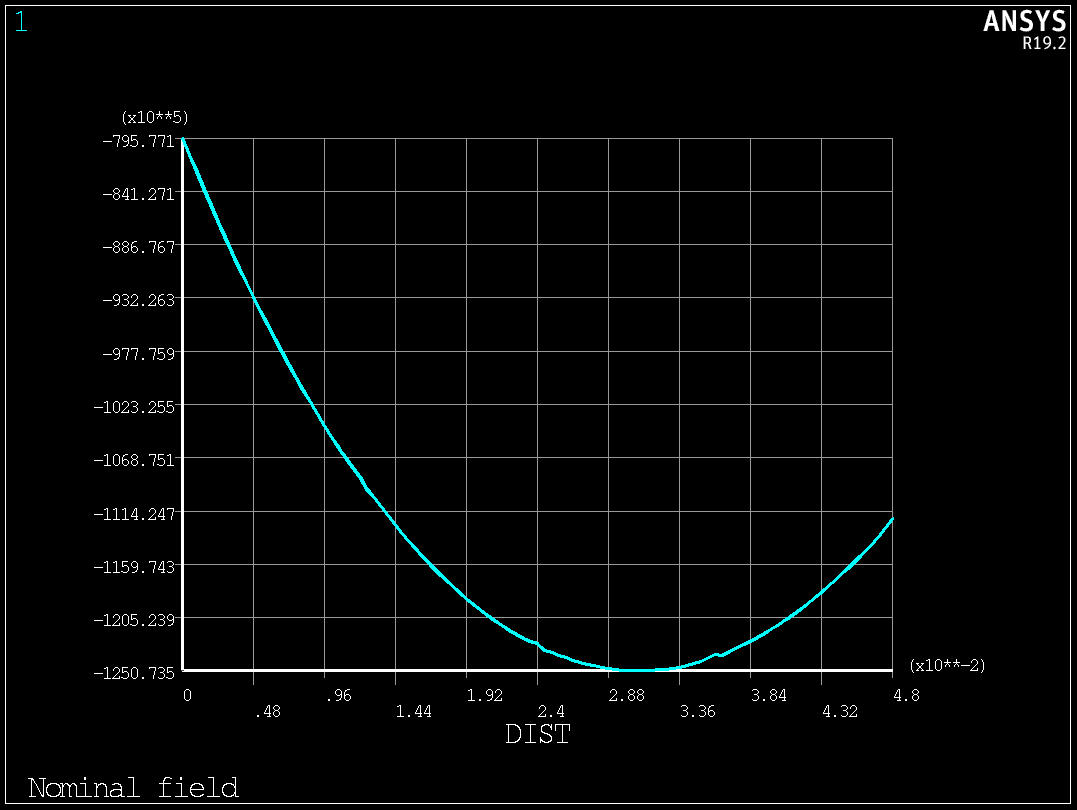 1
ANSYS
R19.2
(x10**5)
-795.771
-841.271
-886.767
-932.263
-977.759
-1023.255
-1068.751
-1114.247
-1159.743
-1205.239
-1250.735
(x10**-2)
0 .96 1.92 2.88 3.84 4.8
.48 1.44 2.4 3.36 4.32
DIST
Nominal field